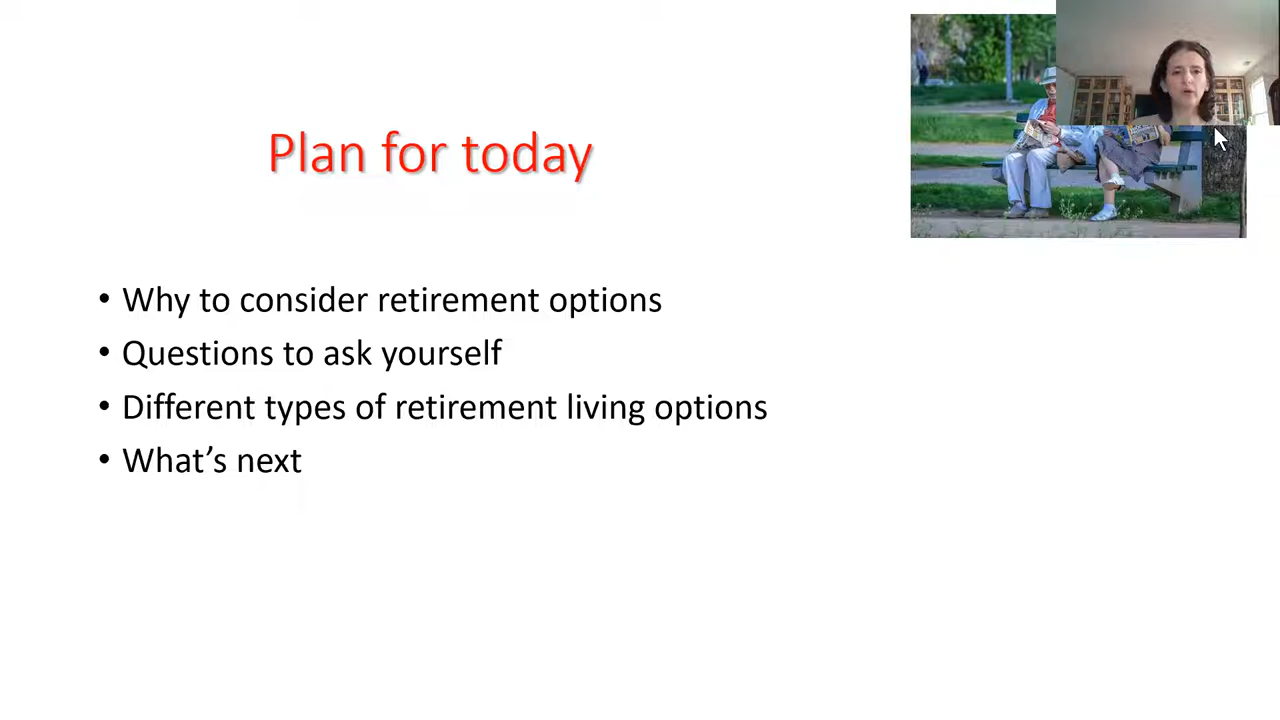 Plan for today
• Why to consider retirement options
• Questions to ask yourself
• Different types of retirement living options
• What’s next